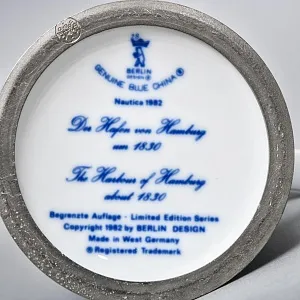 BERLIN
DESIGN ®
GENUINE BLUE CHINA ®
Nautica 1982
Der Hafen von Hamburg
um 1830
The Harbour of Hamburg
about 1830
Begrenzte Auflage - Limited Edition Series
Copyright 1982 by BERLIN DESIGN
Made in West Germany
® Registered Trademark